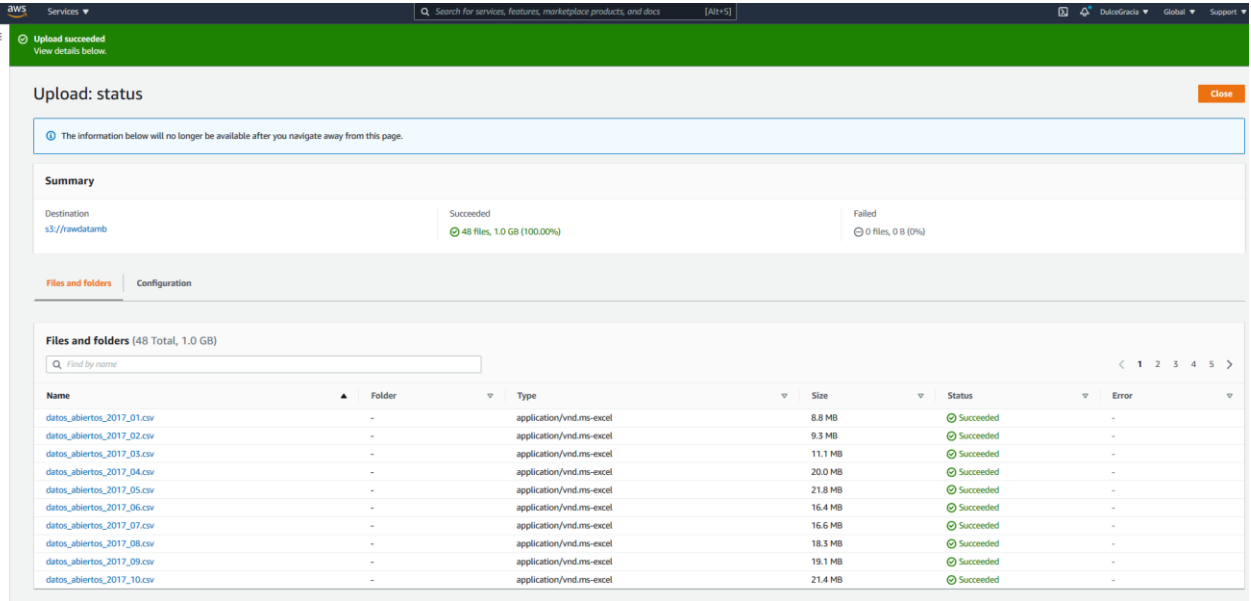 aws Services ▼ Search for services, features, marketplace products, and docs [Alt+S] DulceGracia ▼ Global ▼ Support ▼
Upload succeeded
View details below.
Upload: status Close
The information below will no longer be available after you navigate away from this page.
Summary
Destination Succeeded Failed
s3://rawdatamb 48 files, 1.0 GB (100.00%) 0 files, 0 B (0%)
Files and folders Configuration
Files and folders (48 Total, 1.0 GB)
Find by name < 1 2 3 4 5 >
Name Folder Type Size Status Error
datos_abiertos_2017_01.csv - application/vnd.ms-excel 8.8 MB Succeeded -
datos_abiertos_2017_02.csv - application/vnd.ms-excel 9.3 MB Succeeded -
datos_abiertos_2017_03.csv - application/vnd.ms-excel 11.1 MB Succeeded -
datos_abiertos_2017_04.csv - application/vnd.ms-excel 20.0 MB Succeeded -
datos_abiertos_2017_05.csv - application/vnd.ms-excel 21.8 MB Succeeded -
datos_abiertos_2017_06.csv - application/vnd.ms-excel 16.4 MB Succeeded -
datos_abiertos_2017_07.csv - application/vnd.ms-excel 16.6 MB Succeeded -
datos_abiertos_2017_08.csv - application/vnd.ms-excel 18.3 MB Succeeded -
datos_abiertos_2017_09.csv - application/vnd.ms-excel 19.1 MB Succeeded -
datos_abiertos_2017_10.csv - application/vnd.ms-excel 21.4 MB Succeeded -